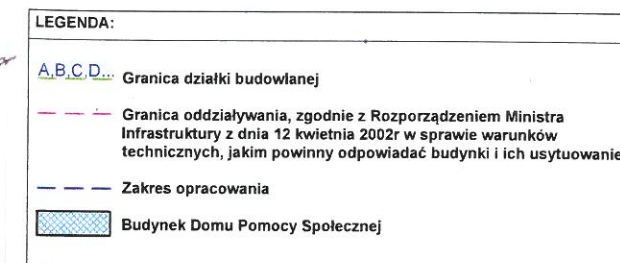 LEGENDA:
A,B,C,D... Granica działki budowlanej
Granica oddziaływania, zgodnie z Rozporządzeniem Ministra
Infrastruktury z dnia 12 kwietnia 2002r w sprawie warunków
technicznych, jakim powinny odpowiadać budynki i ich usytuowanie
Zakres opracowania
Budynek Domu Pomocy Społecznej